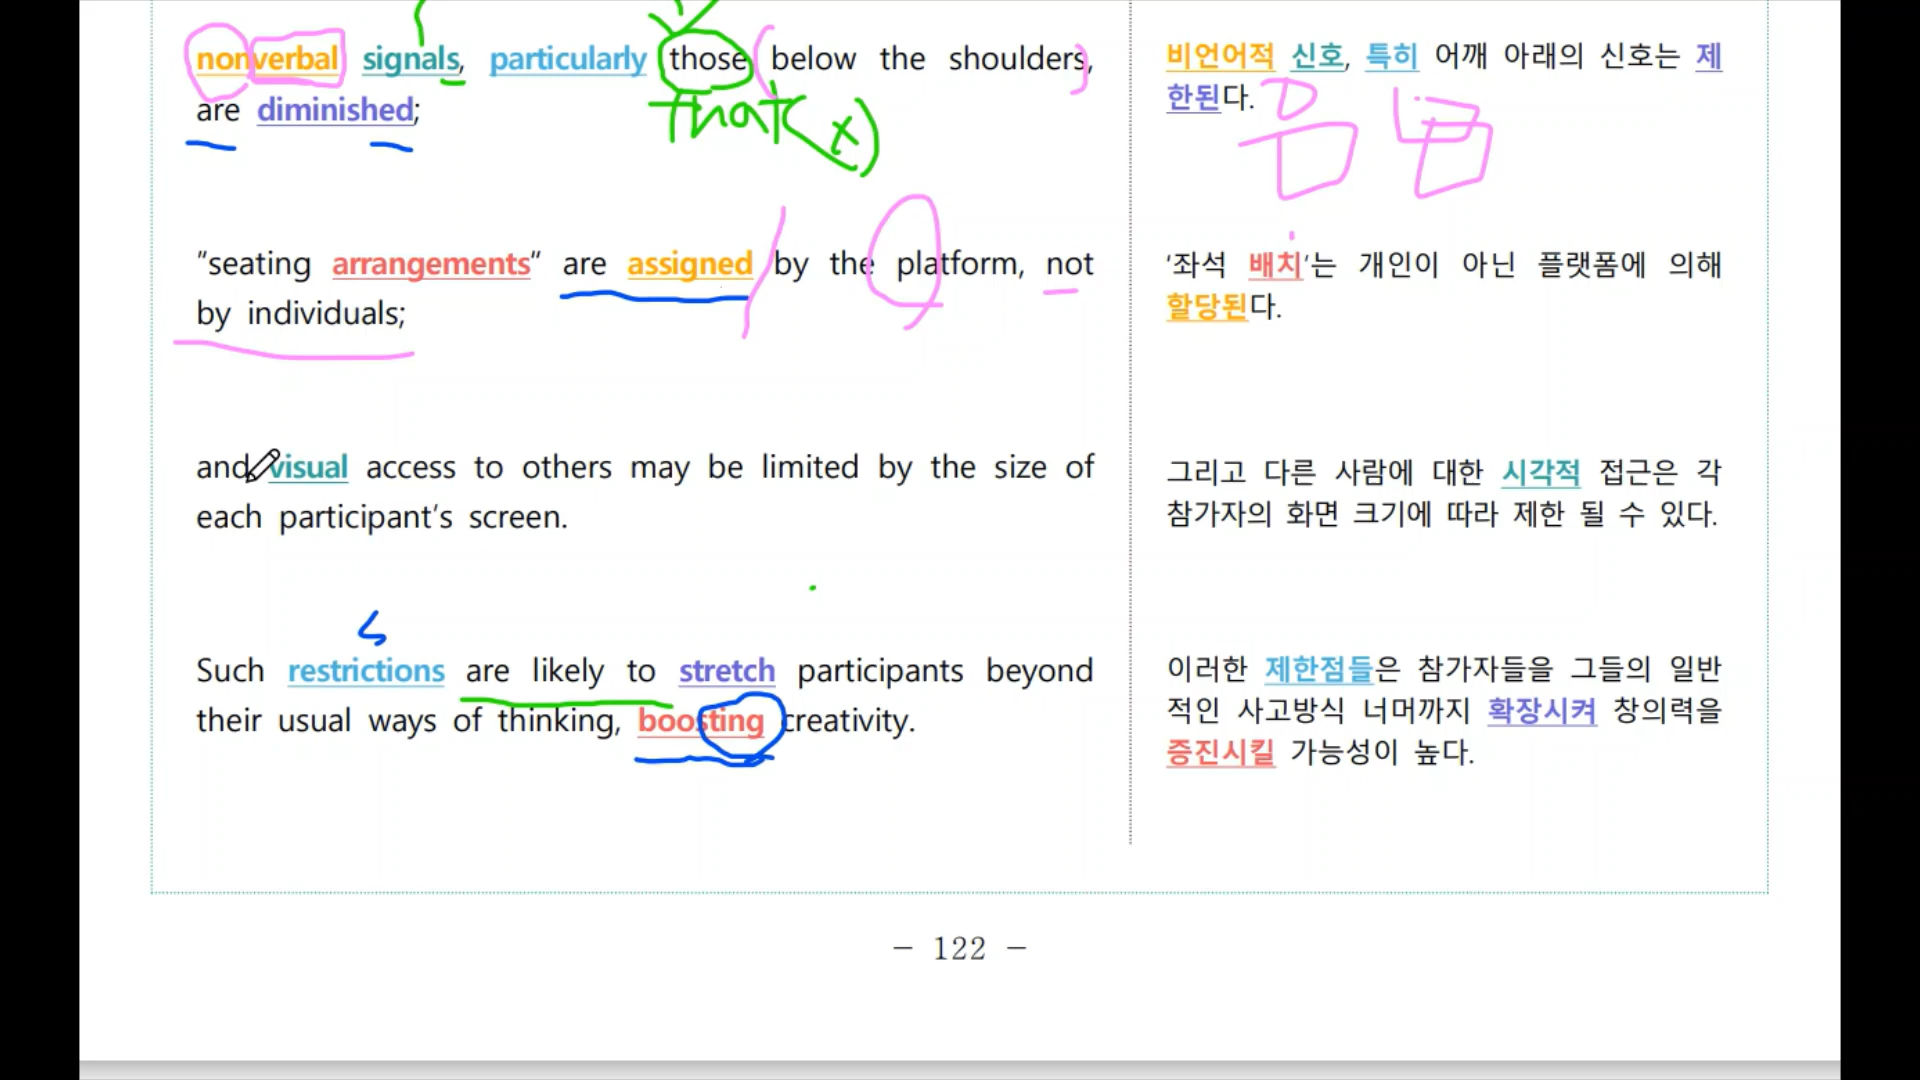 nonverbal signals, particularly those below the shoulders,
are diminished;
that(x)
비언어적 신호, 특히 어깨 아래의 신호는 제
한된다.
"seating arrangements" are assigned by the platform, not
by individuals;
'좌석 배치'는 개인이 아닌 플랫폼에 의해
할당된다.
and visual access to others may be limited by the size of
each participant's screen.
그리고 다른 사람에 대한 시각적 접근은 각
참가자의 화면 크기에 따라 제한 될 수 있다.
Such restrictions are likely to stretch participants beyond
their usual ways of thinking, boosting creativity.
이러한 제한점들은 참가자들을 그들의 일반
적인 사고방식 너머까지 확장시켜 창의력을
증진시킬 가능성이 높다.
- 122 -